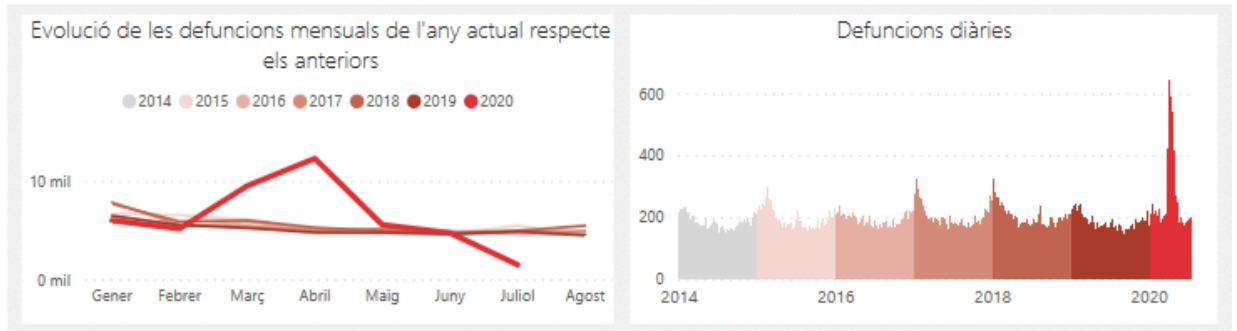 Evolució de les defuncions mensuals de l'any actual respecte
els anteriors
2014 2015 2016 2017 2018 2019 2020
10 mil
0 mil
Gener Febrer Març Abril Maig Juny Juliol Agost
Defuncions diàries
600
400
200
0
2014 2016 2018 2020